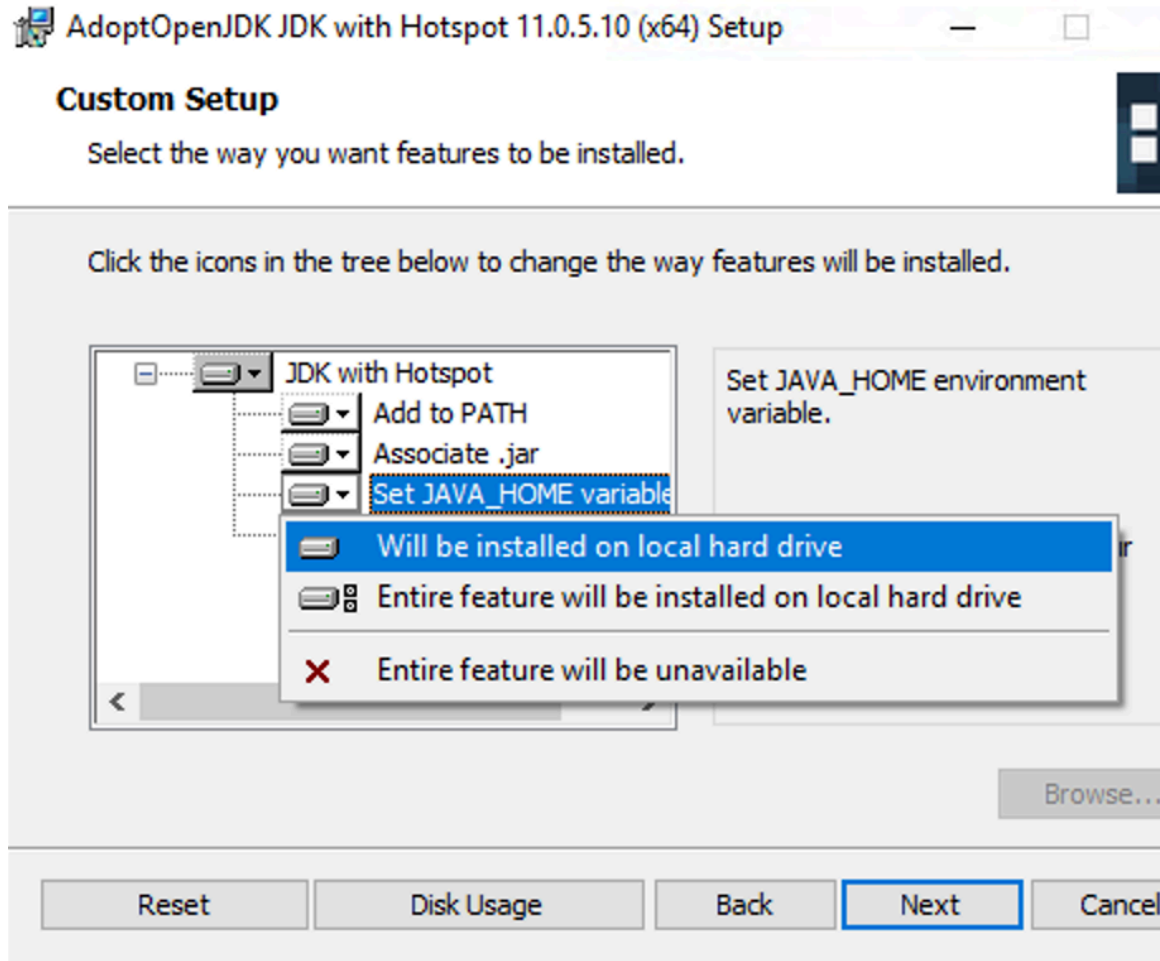 AdoptOpenJDK JDK with Hotspot 11.0.5.10 (x64) Setup
Custom Setup
Select the way you want features to be installed.
Click the icons in the tree below to change the way features will be installed.
JDK with Hotspot
Add to PATH
Associate .jar
Set JAVA_HOME variable
Set JAVA_HOME environment
variable.
Will be installed on local hard drive
Entire feature will be installed on local hard drive
Entire feature will be unavailable
Browse...
Reset
Disk Usage
Back
Next
Cancel